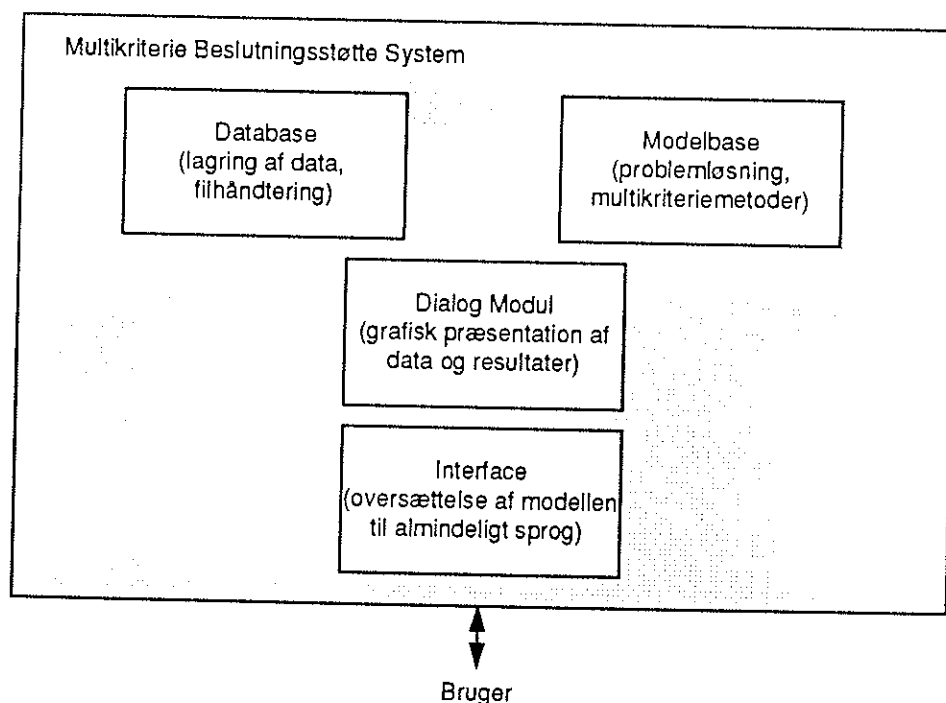 Multikriterie Beslutningsstøtte System
Database
(lagring af data,
filhåndtering)
Modelbase
(problemløsning,
multikriteriemetoder)
Dialog Modul
(grafisk præsentation af
data og resultater)
Interface
(oversættelse af modellen
til almindeligt sprog)
Bruger